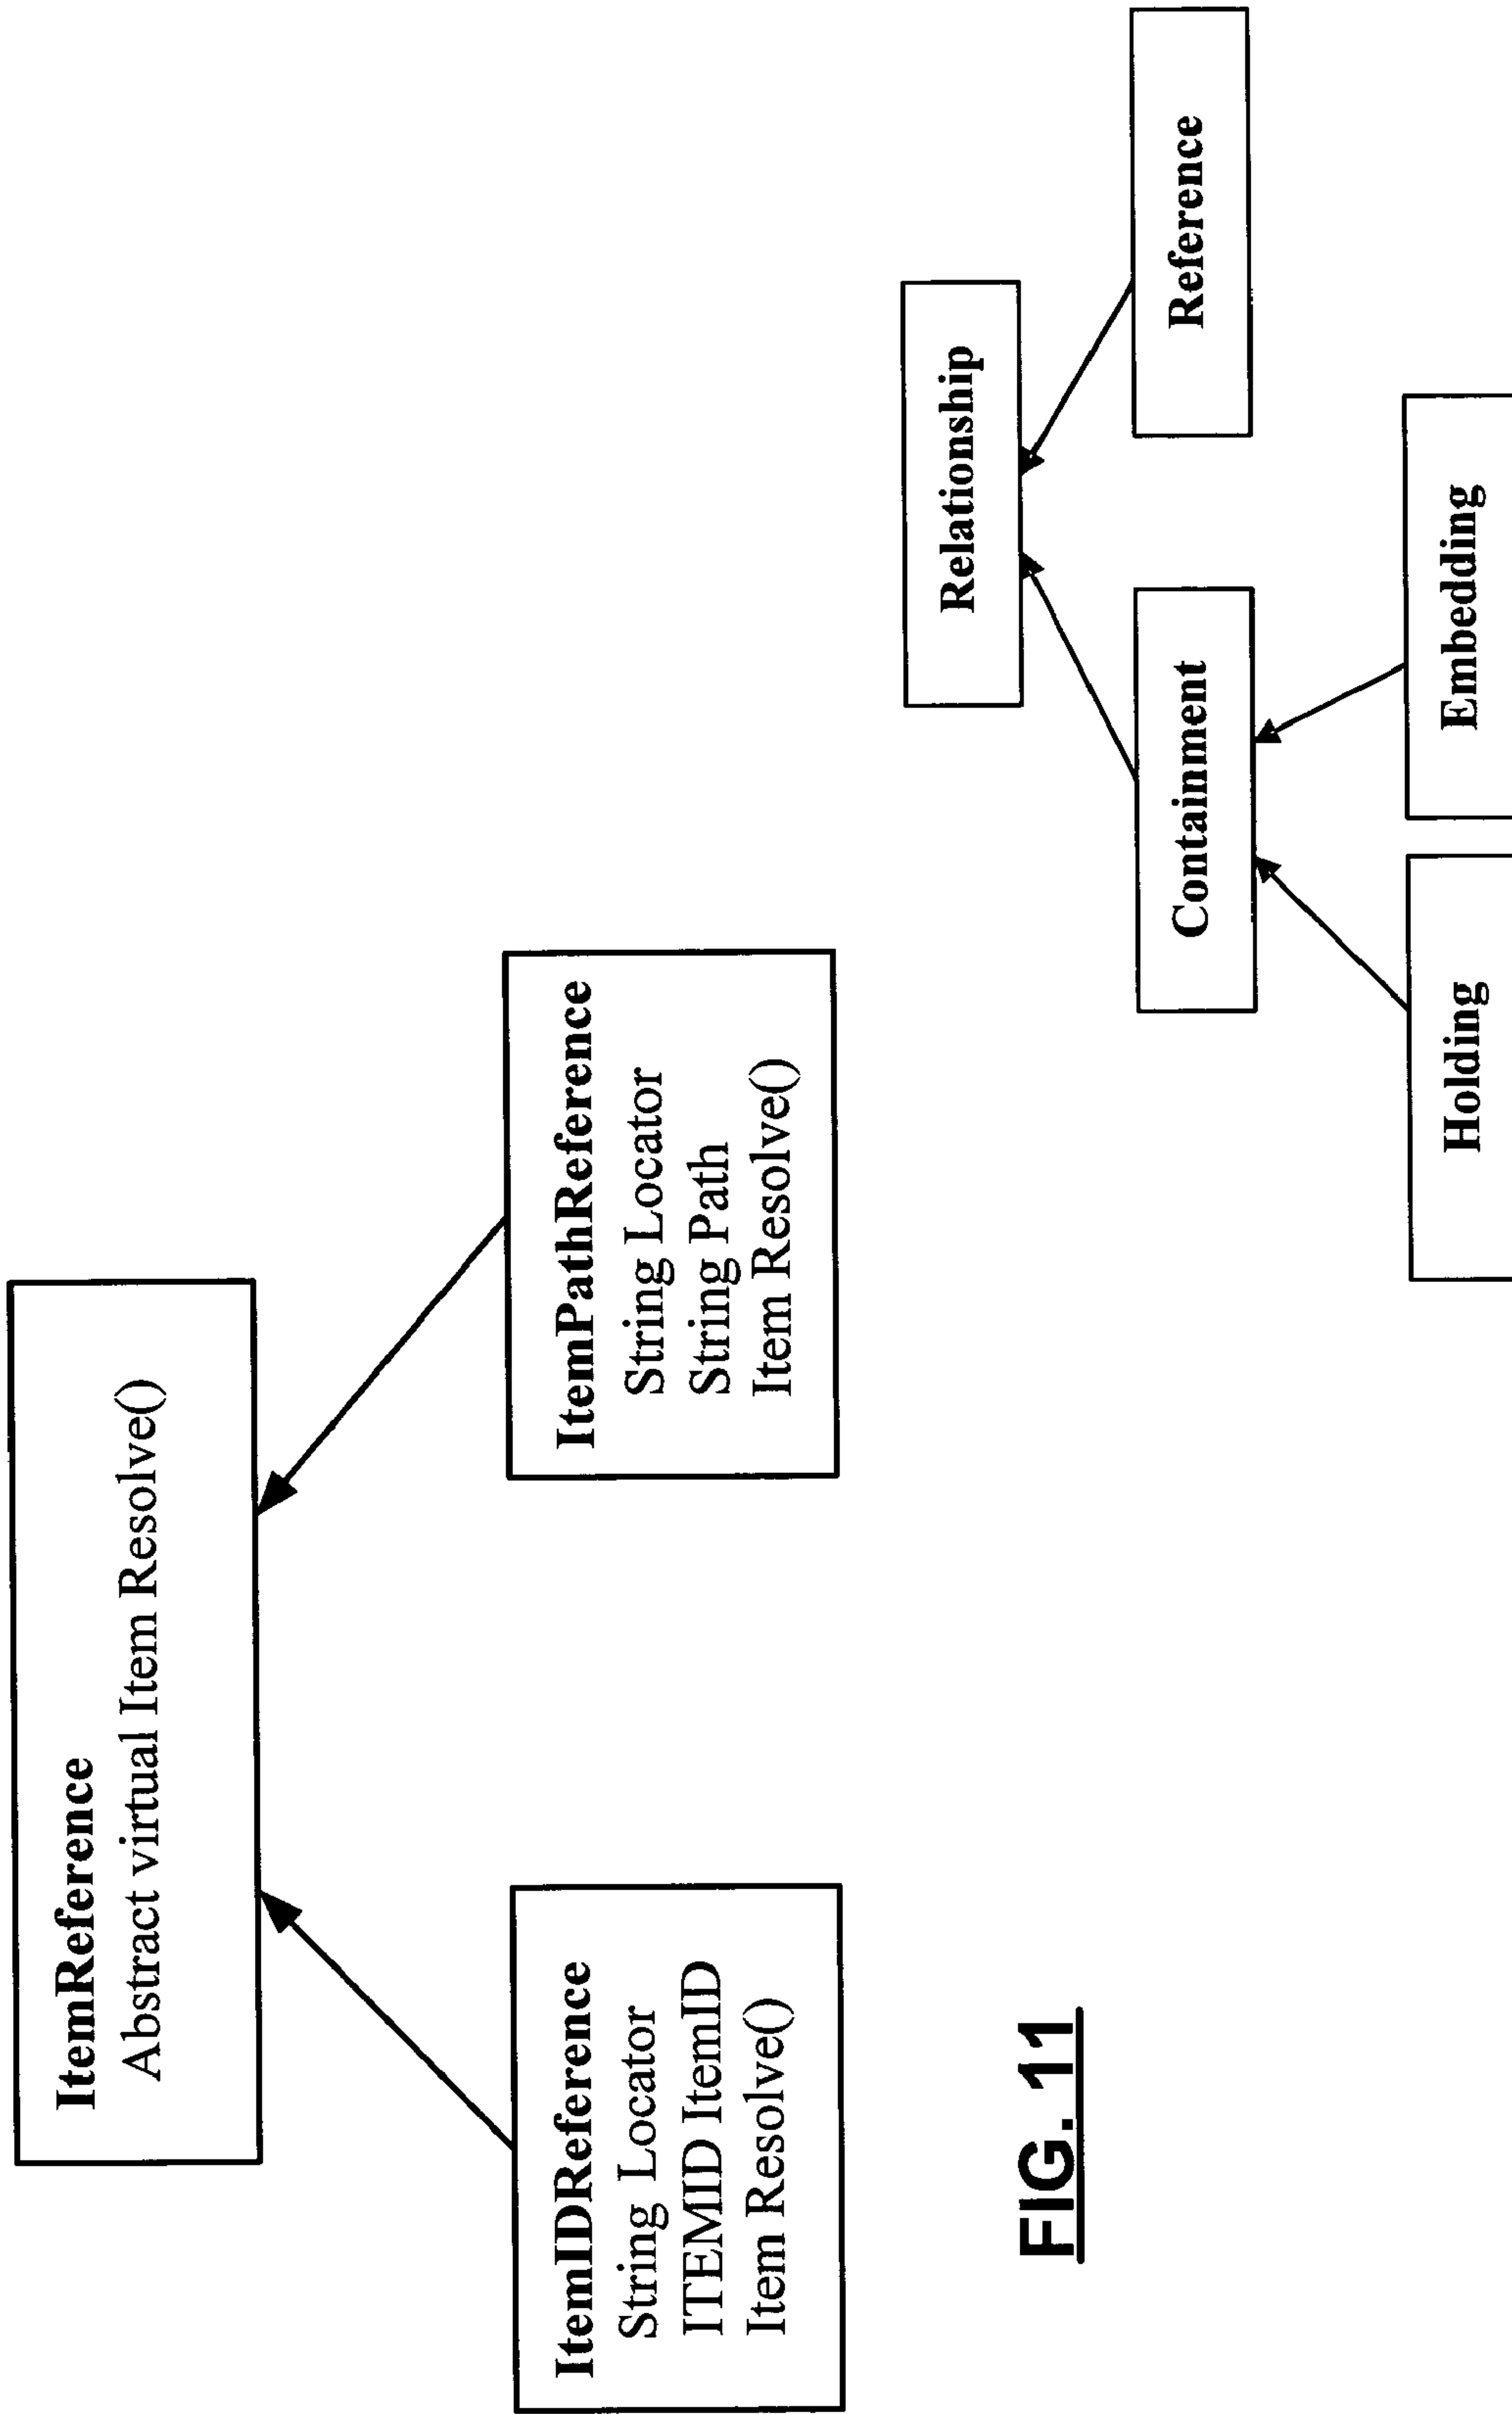 ItemReference
Abstract virtual Item Resolve()
ItemIDReference
String Locator
ITEMID ItemID
Item Resolve()
ItemPathReference
String Locator
String Path
Item Resolve()
FIG. 11
Relationship
Containment
Reference
Holding
Embedding